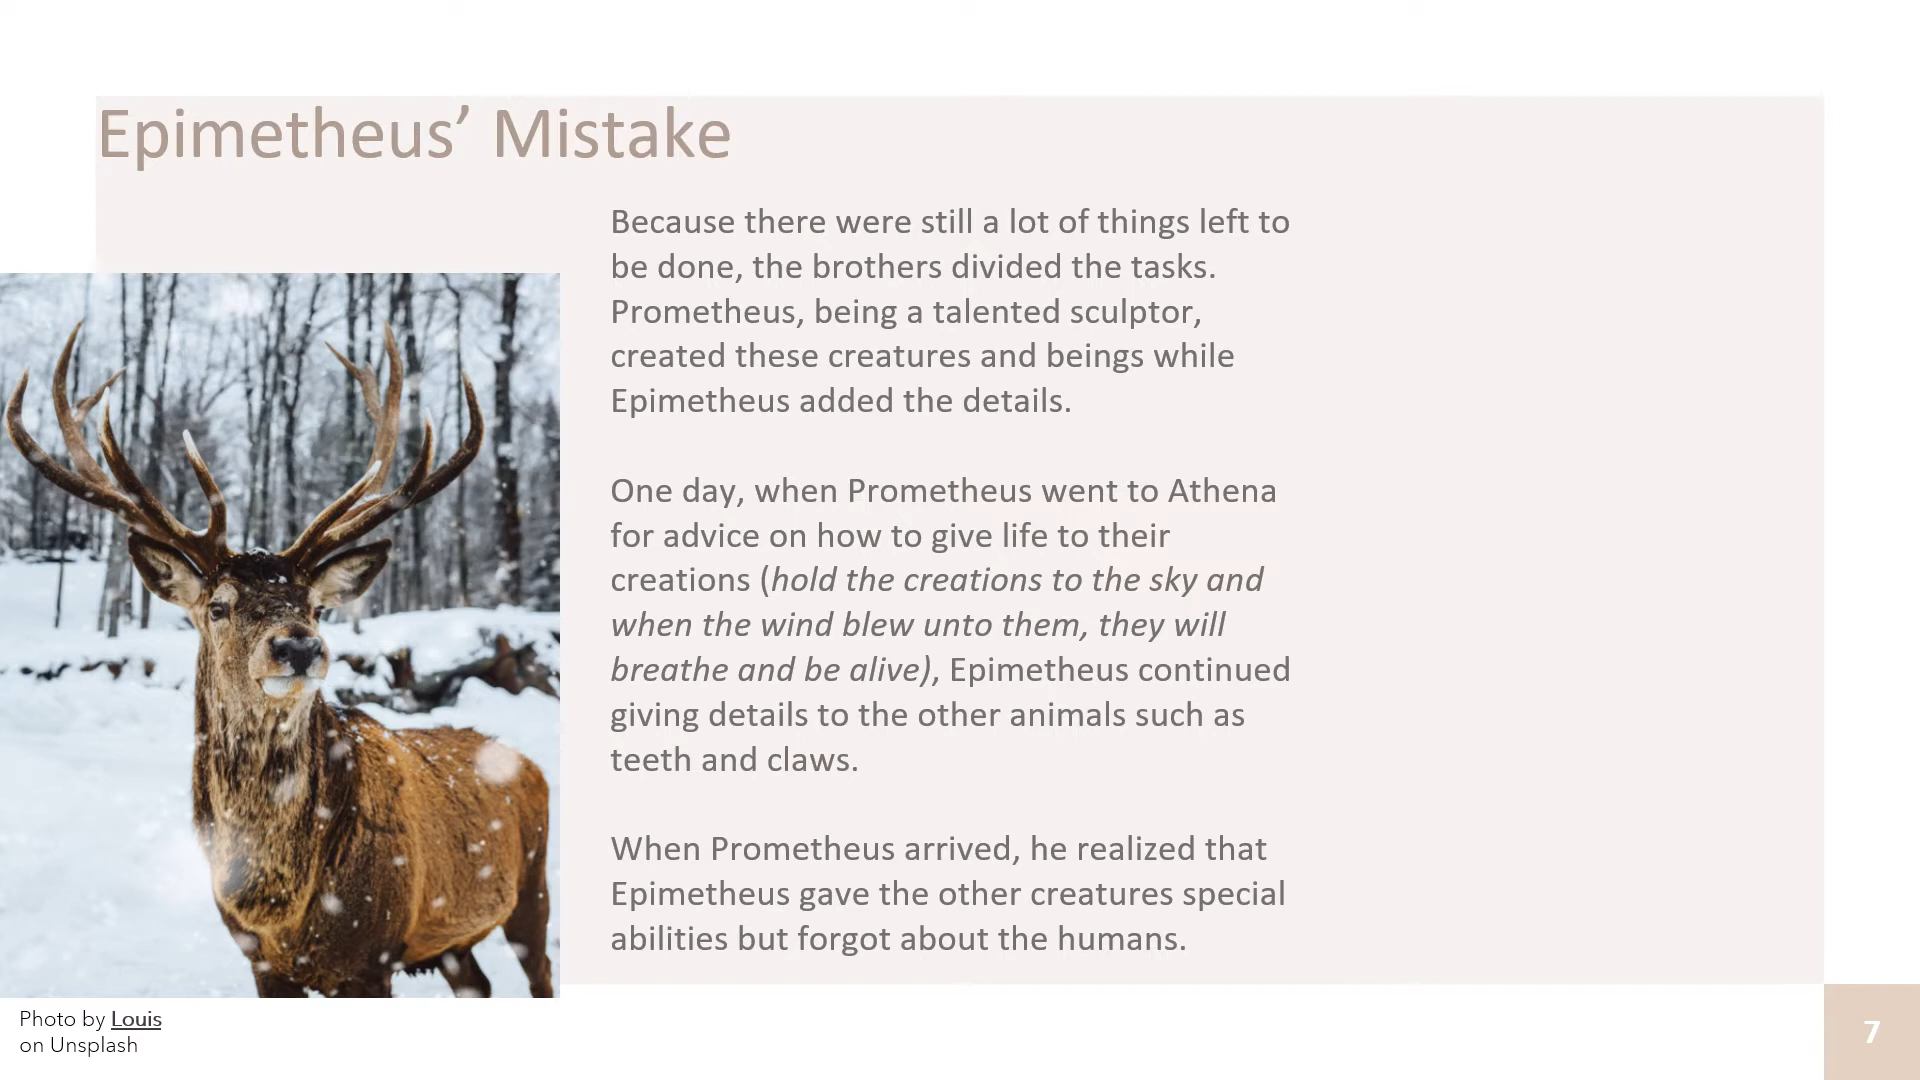 Epimetheus’ Mistake
Because there were still a lot of things left to
be done, the brothers divided the tasks.
Prometheus, being a talented sculptor,
created these creatures and beings while
Epimetheus added the details.
One day, when Prometheus went to Athena
for advice on how to give life to their
creations (hold the creations to the sky and
when the wind blew unto them, they will
breathe and be alive), Epimetheus continued
giving details to the other animals such as
teeth and claws.
When Prometheus arrived, he realized that
Epimetheus gave the other creatures special
abilities but forgot about the humans.
Photo by Louis
on Unsplash
7